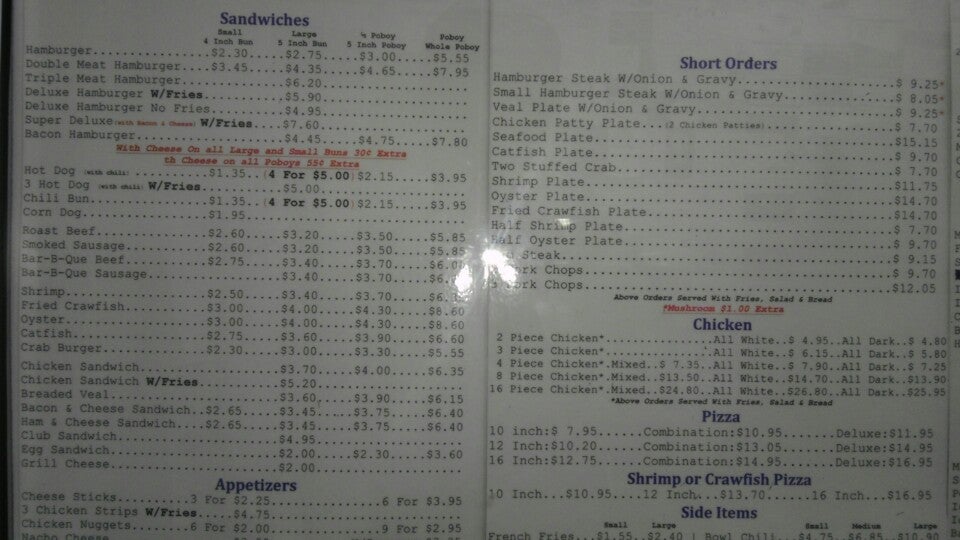 Sandwiches
Small Large ½ Poboy Poboy
4 Inch Bun 5 Inch Bun 5 Inch Poboy Whole Poboy
Hamburger $2.30 $2.75 $3.00 $5.55
Double Meat Hamburger $3.45 $4.35 $4.65 $7.95
Triple Meat Hamburger $6.20
Deluxe Hamburger W/Fries $5.90
Deluxe Hamburger No Fries $4.95
Super Deluxe (with Bacon & Cheese) W/Fries $7.60
Bacon Hamburger $4.45 $4.75 $7.80
With Cheese On all Large and Small Buns 30¢ Extra
th Cheese on all Poboys 55¢ Extra
Hot Dog (with chili) $1.35 (4 For $5.00) $2.15 $3.95
3 Hot Dog (with chili) W/Fries $5.00
Chili Bun $1.35 (4 For $5.00) $2.15 $3.95
Corn Dog $1.95
Roast Beef $2.60 $3.20 $3.50 $5.85
Smoked Sausage $2.60 $3.20 $3.50 $5.85
Bar-B-Que Beef $2.75 $3.40 $3.70
Bar-B-Que Sausage $3.40 $3.70
Shrimp $2.50 $3.40 $3.70
Fried Crawfish $3.00 $4.00 $4.30 $8.60
Oyster $3.00 $4.00 $4.30 $8.60
Catfish $2.75 $3.60 $3.90 $6.60
Crab Burger $2.30 $3.00 $3.30 $5.55
Chicken Sandwich $3.70 $4.00 $6.35
Chicken Sandwich W/Fries $5.20
Breaded Veal $3.60 $3.90 $6.15
Bacon & Cheese Sandwich $2.65 $3.45 $3.75 $6.40
Ham & Cheese Sandwich $2.65 $3.45 $3.75 $6.40
Club Sandwich $4.95
Egg Sandwich $2.00 $2.30 $3.60
Grill Cheese $2.00
Appetizers
Cheese Sticks 3 For $2.25 6 For $3.95
3 Chicken Strips W/Fries $4.75
Chicken Nuggets 6 For $2.00 9 For $2.95
Nacho Cheese
Short Orders
Hamburger Steak W/Onion & Gravy $ 9.25*
Small Hamburger Steak W/Onion & Gravy $ 8.05*
Veal Plate W/Onion & Gravy $ 9.25*
Chicken Patty Plate (2 Chicken Patties) $ 7.70
Seafood Plate $15.15
Catfish Plate $ 9.70
Two Stuffed Crab $ 7.70
Shrimp Plate $11.75
Oyster Plate $14.70
Fried Crawfish Plate $14.70
Half Shrimp Plate $ 7.70
Half Oyster Plate $ 9.70
Steak $ 9.15
Pork Chops $ 9.70
3 Pork Chops $12.05
Above Orders Served With Fries, Salad & Bread
*Mushroom $1.00 Extra
Chicken
2 Piece Chicken* All White $ 4.95 All Dark $ 4.80
3 Piece Chicken* All White $ 6.15 All Dark $ 5.80
4 Piece Chicken* Mixed $ 7.35 All White $ 7.90 All Dark $ 7.25
8 Piece Chicken* Mixed $13.50 All White $14.70 All Dark $13.90
16 Piece Chicken* Mixed $24.80 All White $26.80 All Dark $25.95
*Above Orders Served With Fries, Salad & Bread
Pizza
10 inch:$ 7.95 Combination:$10.95 Deluxe:$11.95
12 Inch:$10.20 Combination:$13.05 Deluxe:$14.95
16 Inch:$12.75 Combination:$14.95 Deluxe:$16.95
Shrimp or Crawfish Pizza
10 Inch $10.95 12 Inch $13.70 16 Inch $16.95
Side Items
Small Large Small Medium Large
French Fries $1.55 $2.40 | Bowl Chili $4.75 $6.85 $10.90